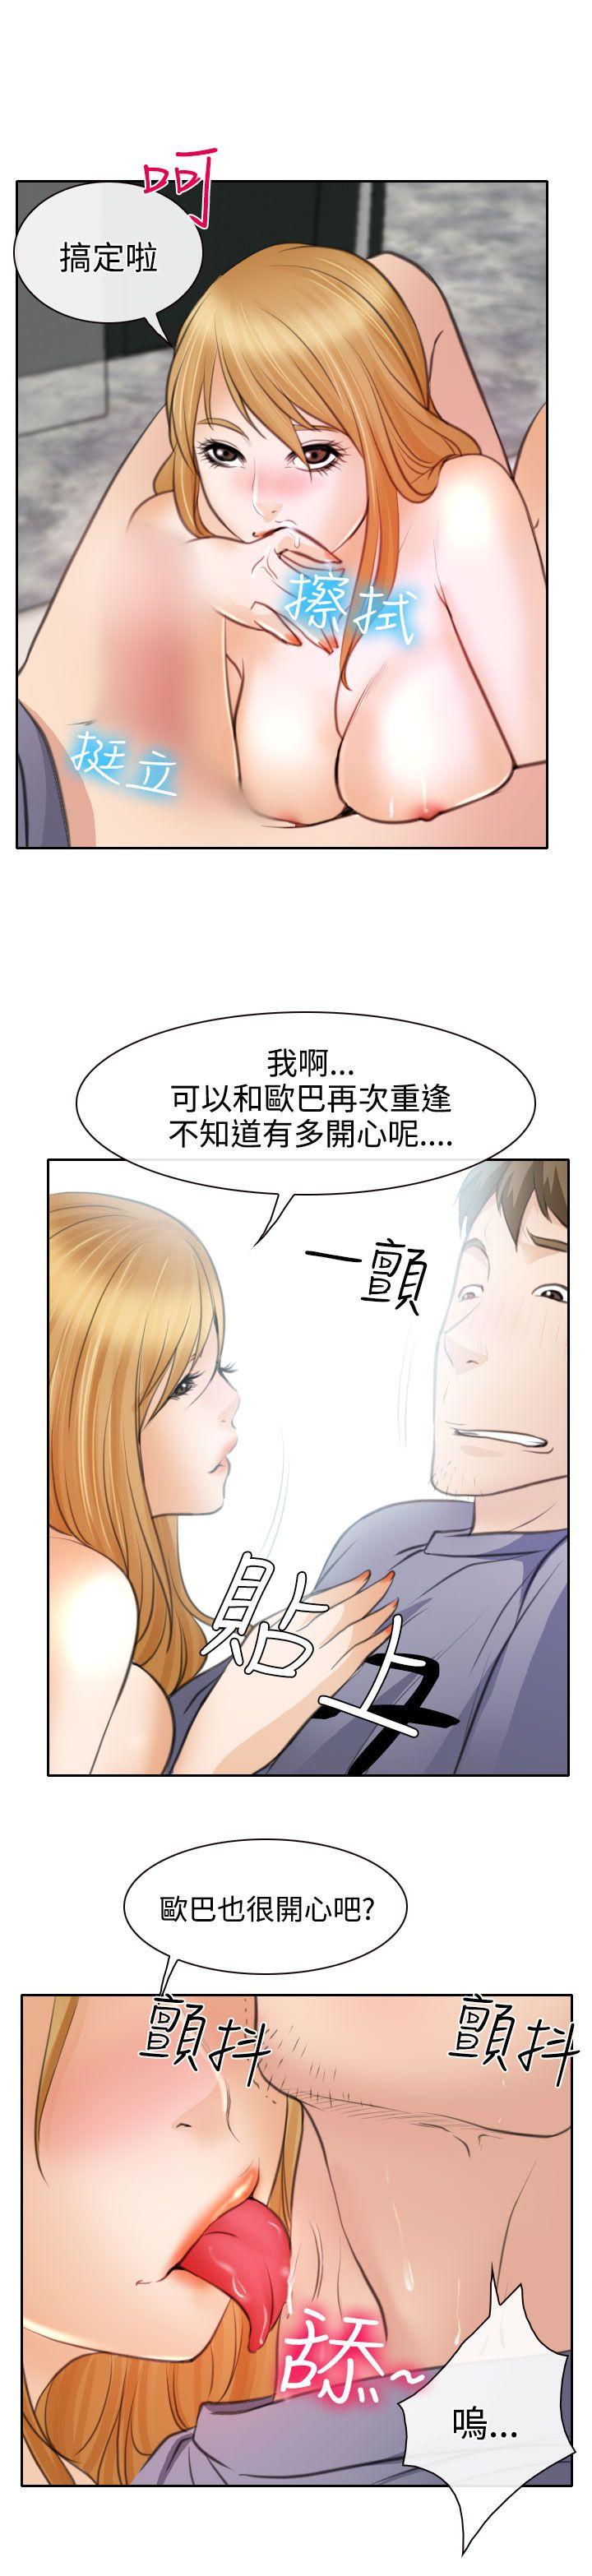 呵
搞定啦
擦拭
挺立
我啊...
可以和歐巴再次重逢
不知道有多開心呢....
一顫
貼上
歐巴也很開心吧?
顫抖
顫抖
舔~
嗚...